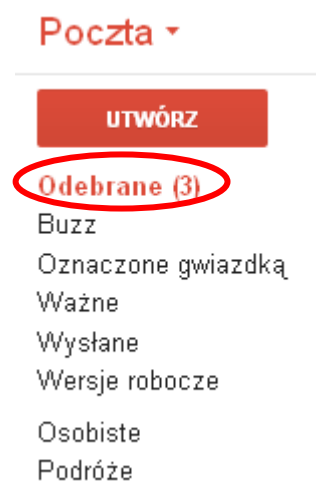 Poczta
UTWÓRZ
Odebrane (3)
Buzz
Oznaczone gwiazdką
Ważne
Wysłane
Wersje robocze
Osobiste
Podróże